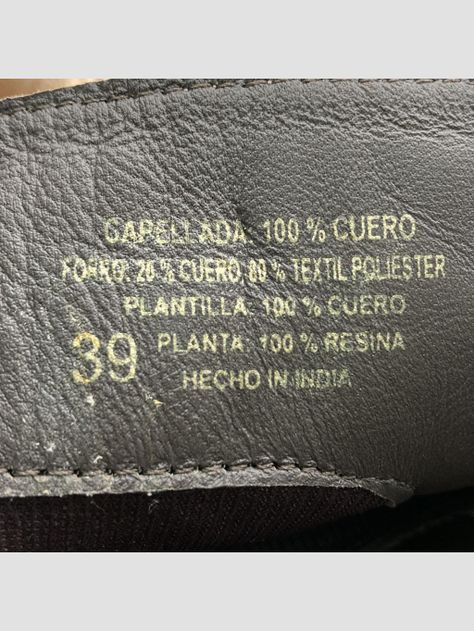 CAPELLADA: 100 % CUERO
FORRO: 20 % CUERO, 80 % TEXTIL POLIESTER
PLANTILLA: 100 % CUERO
39 PLANTA: 100 % RESINA
HECHO IN INDIA